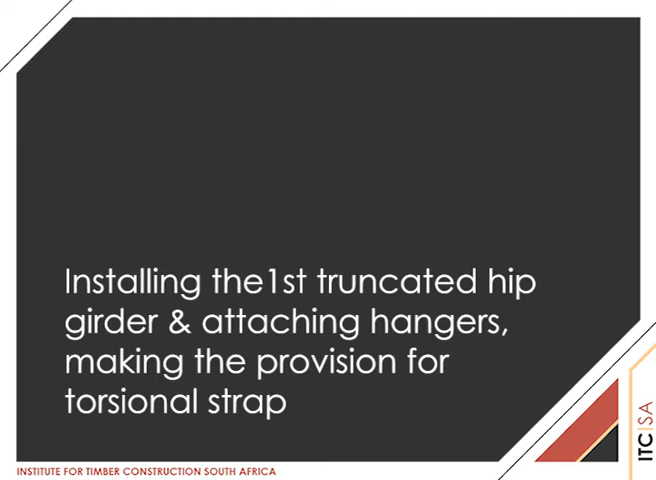 Installing the1st truncated hip
girder & attaching hangers,
making the provision for
torsional strap
INSTITUTE FOR TIMBER CONSTRUCTION SOUTH AFRICA
ITC|SA